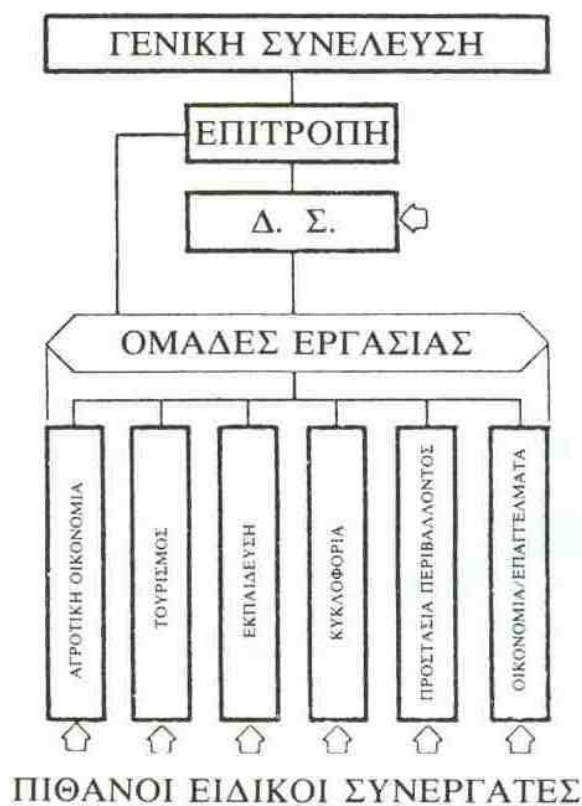 ΓΕΝΙΚΗ ΣΥΝΕΛΕΥΣΗ
ΕΠΙΤΡΟΠΗ
Δ. Σ.
ΟΜΑΔΕΣ ΕΡΓΑΣΙΑΣ
ΑΓΡΟΤΙΚΗ ΟΙΚΟΝΟΜΙΑ
ΤΟΥΡΙΣΜΟΣ
ΕΚΠΑΙΔΕΥΣΗ
ΚΥΚΛΟΦΟΡΙΑ
ΠΡΟΣΤΑΣΙΑ ΠΕΡΙΒΑΛΛΟΝΤΟΣ
ΟΙΚΟΝΟΜΙΑ/ΕΠΑΓΓΕΛΜΑΤΑ
ΠΙΘΑΝΟΙ ΕΙΔΙΚΟΙ ΣΥΝΕΡΓΑΤΕΣ